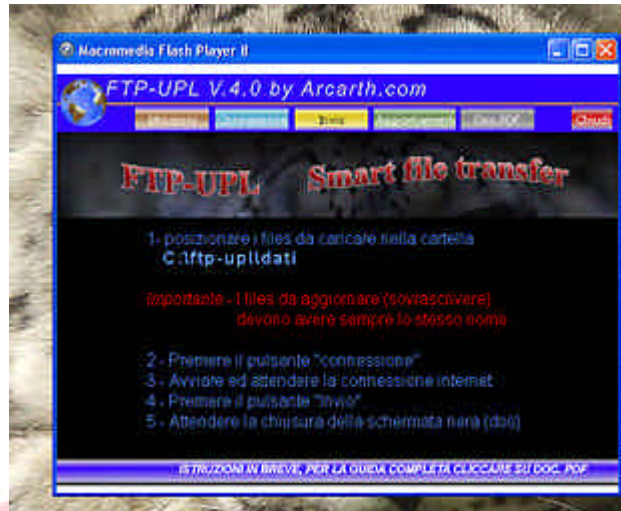 Macromedia Flash Player 8
FTP-UPL V.4.0 by Arcarth.com
Invio
Doc.PDF
Chiudi
FTP-UPL Smart file transfer
1- posizionare i files da caricare nella cartella
C:\ftp-upl\dati
Importante - I files da aggiornare (sovrascrivere)
devono avere sempre lo stesso nome
2 - Premere il pulsante "connessione"
3 - Avviare ed attendere la connessione internet
4 - Premere il pulsante "Invio"
5 - Attendere la chiusura della schermata nera (dos)
ISTRUZIONI IN BREVE, PER LA GUIDA COMPLETA CLICCARE SU DOC. PDF